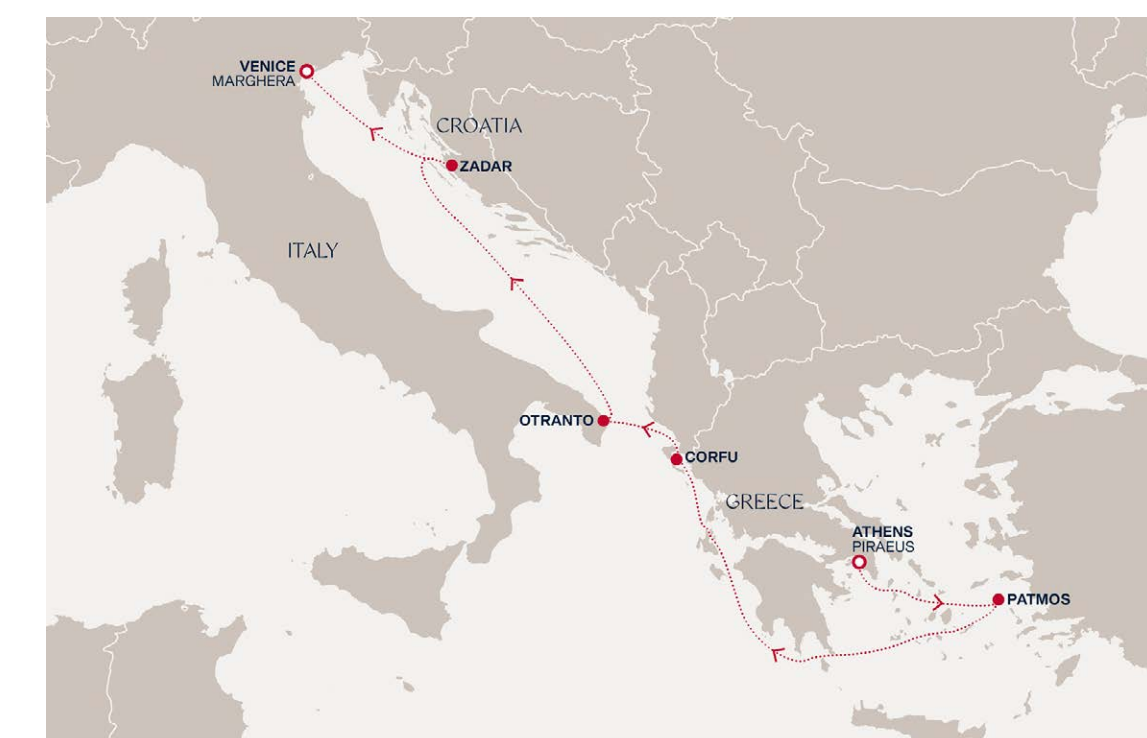 VENICE
MARGHERA
CROATIA
ZADAR
ITALY
OTRANTO
CORFU
GREECE
ATHENS
PIRAEUS
PATMOS